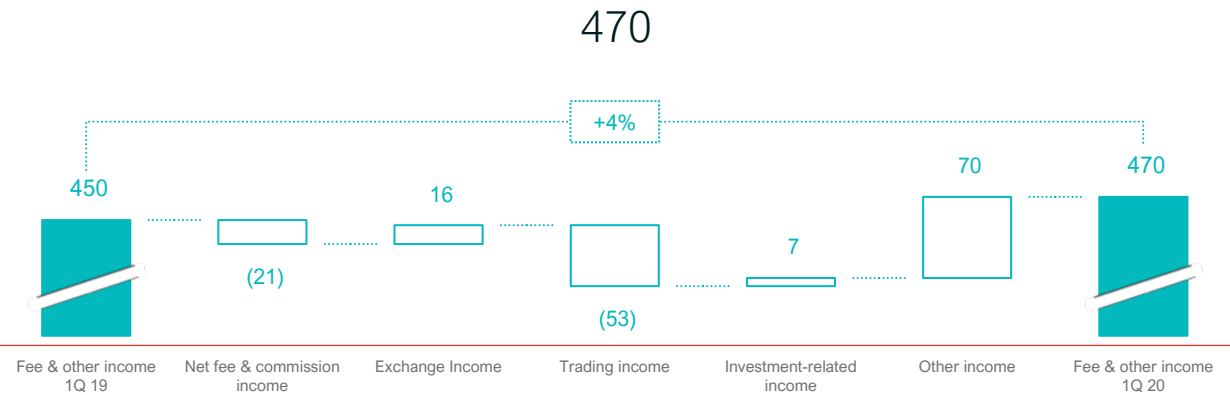 470
+4%
450
(21)
16
(53)
7
70
470
Fee & other income
1Q 19
Net fee & commission
income
Exchange Income
Trading income
Investment-related
income
Other income
Fee & other income
1Q 20